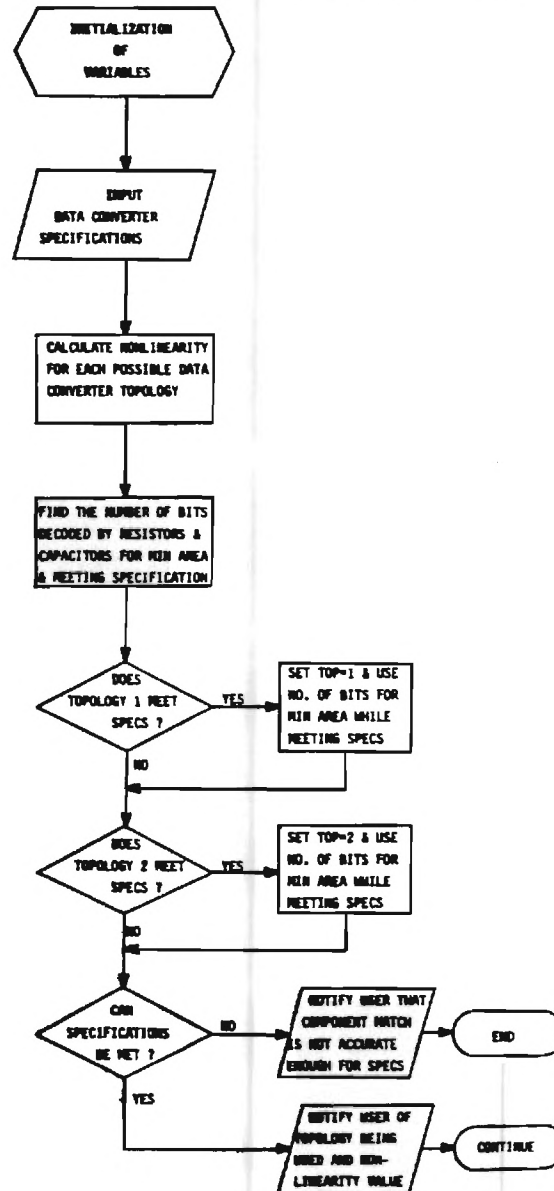 INITIALIZATION
OF
VARIABLES
INPUT
DATA CONVERTER
SPECIFICATIONS
CALCULATE NONLINEARITY
FOR EACH POSSIBLE DATA
CONVERTER TOPOLOGY
FIND THE NUMBER OF BITS
DECODED BY RESISTORS &
CAPACITORS FOR MIN AREA
& MEETING SPECIFICATION
DOES
TOPOLOGY 1 MEET
SPECS ?
YES
SET TOP=1 & USE
NO. OF BITS FOR
MIN AREA WHILE
MEETING SPECS
NO
DOES
TOPOLOGY 2 MEET
SPECS ?
YES
SET TOP=2 & USE
NO. OF BITS FOR
MIN AREA WHILE
MEETING SPECS
NO
CAN
SPECIFICATIONS
BE MET ?
NO
NOTIFY USER THAT
COMPONENT MATCH
IS NOT ACCURATE
ENOUGH FOR SPECS
END
YES
NOTIFY USER OF
TOPOLOGY BEING
USED AND NON-
LINEARITY VALUE
CONTINUE